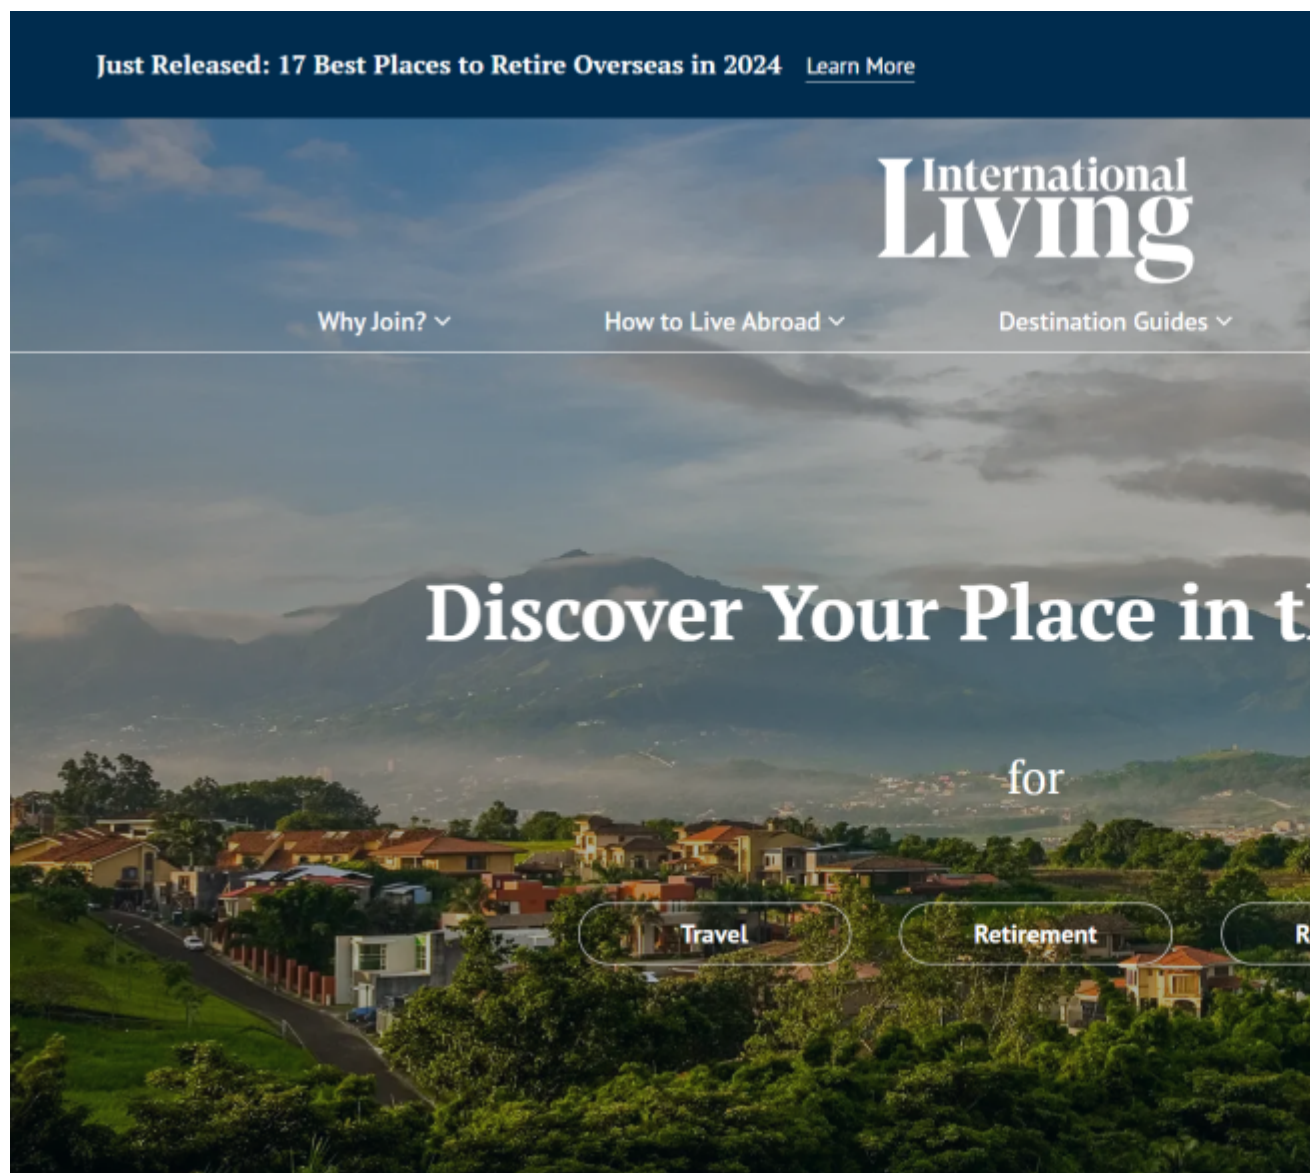 Just Released: 17 Best Places to Retire Overseas in 2024 Learn More
International
Living
Why Join? How to Live Abroad Destination Guides
Discover Your Place in
for
Travel Retirement